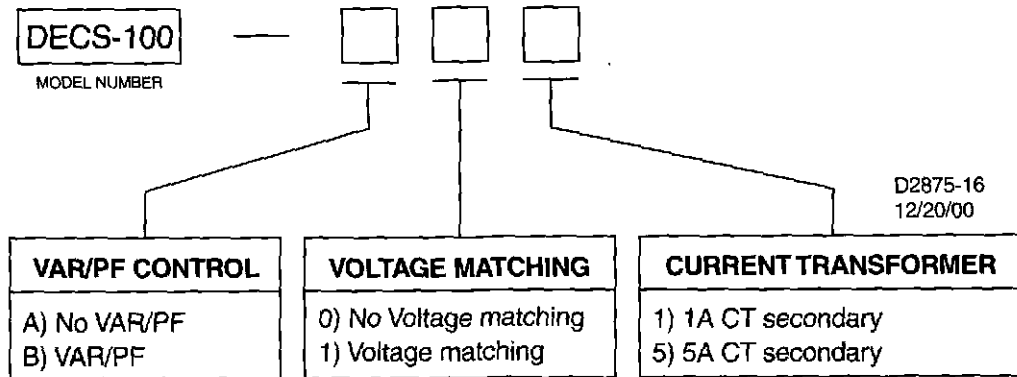 DECS-100
MODEL NUMBER
D2875-16
12/20/00
VAR/PF CONTROL
A) No VAR/PF
B) VAR/PF
VOLTAGE MATCHING
0) No Voltage matching
1) Voltage matching
CURRENT TRANSFORMER
1) 1A CT secondary
5) 5A CT secondary